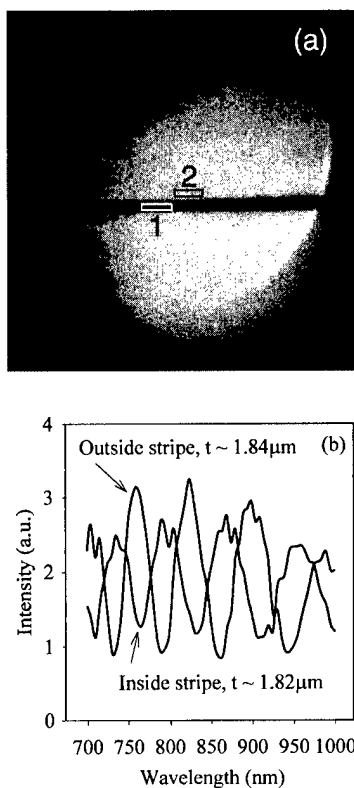 (a)
2
1
(b)
4
3
2
1
0
Outside stripe, t ~ 1.84μm
Inside stripe, t ~ 1.82μm
Intensity (a.u.)
700 750 800 850 900 950 1000
Wavelength (nm)